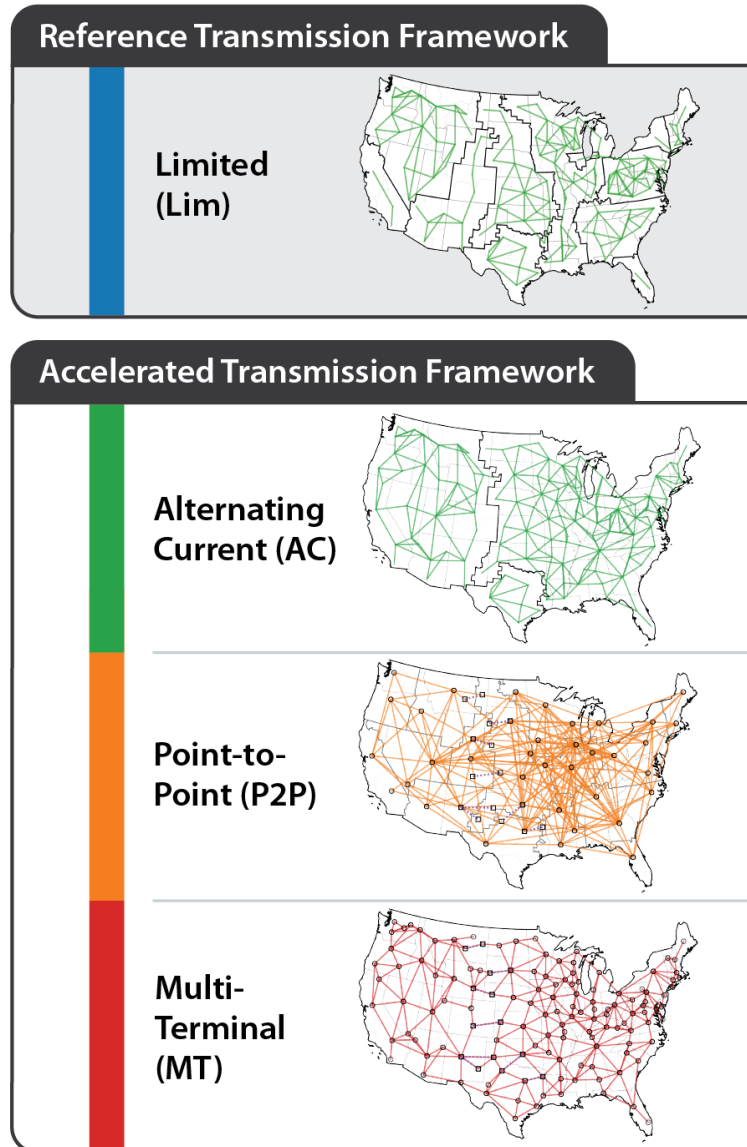 Reference Transmission Framework
Limited
(Lim)
Accelerated Transmission Framework
Alternating
Current (AC)
Point-to-
Point (P2P)
Multi-
Terminal
(MT)